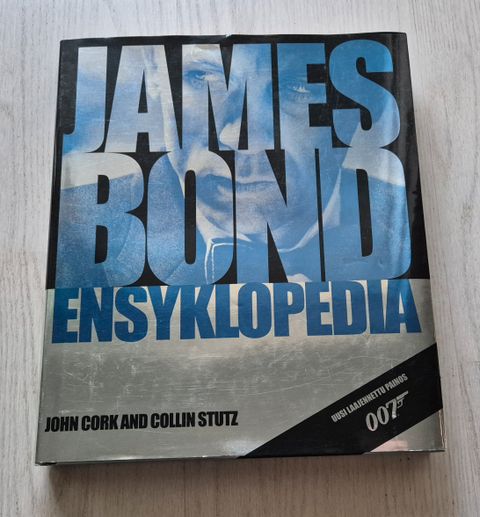 JAMES
BOND
ENSYKLOPEDIA
JOHN CORK AND COLLIN STUTZ
UUSI LAAJENNETTU PAINOS
007